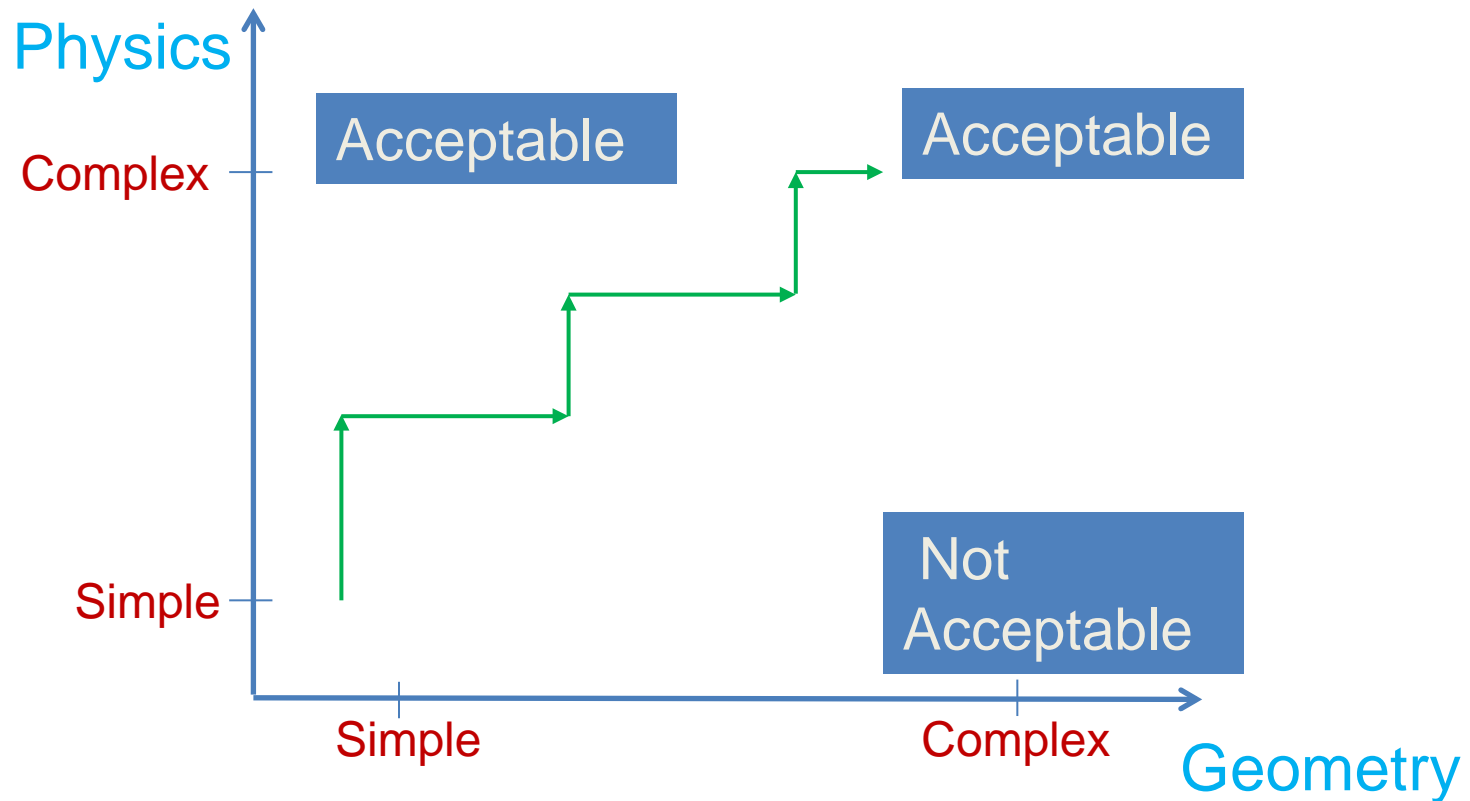 Physics
Acceptable
Acceptable
Complex
Not
Acceptable
Simple
Simple
Complex
Geometry